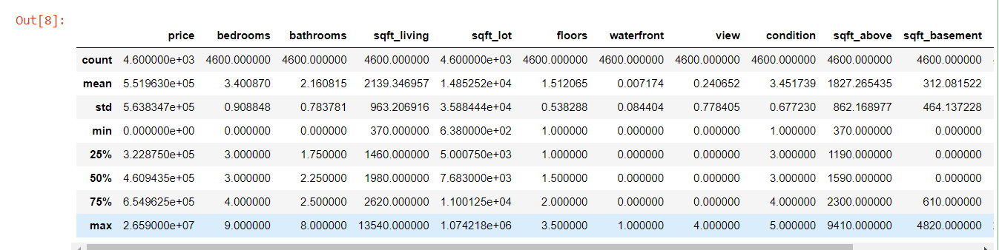 Out[8]:
price bedrooms bathrooms sqft_living sqft_lot floors waterfront view condition sqft_above sqft_basement
count 4.600000e+03 4600.000000 4600.000000 4600.000000 4.600000e+03 4600.000000 4600.000000 4600.000000 4600.000000 4600.000000 4600.000000
mean 5.519630e+05 3.400870 2.160815 2139.346957 1.485252e+04 1.512065 0.007174 0.240652 3.451739 1827.265435 312.081522
std 5.638347e+05 0.908848 0.783781 963.206916 3.588444e+04 0.538288 0.084404 0.778405 0.677230 862.168977 464.137228
min 0.000000e+00 0.000000 0.000000 370.000000 6.380000e+02 1.000000 0.000000 0.000000 1.000000 370.000000 0.000000
25% 3.228750e+05 3.000000 1.750000 1460.000000 5.000750e+03 1.000000 0.000000 0.000000 3.000000 1190.000000 0.000000
50% 4.609435e+05 3.000000 2.250000 1980.000000 7.683000e+03 1.500000 0.000000 0.000000 3.000000 1590.000000 0.000000
75% 6.549625e+05 4.000000 2.500000 2620.000000 1.100125e+04 2.000000 0.000000 0.000000 4.000000 2300.000000 610.000000
max 2.659000e+07 9.000000 8.000000 13540.000000 1.074218e+06 3.500000 1.000000 4.000000 5.000000 9410.000000 4820.000000